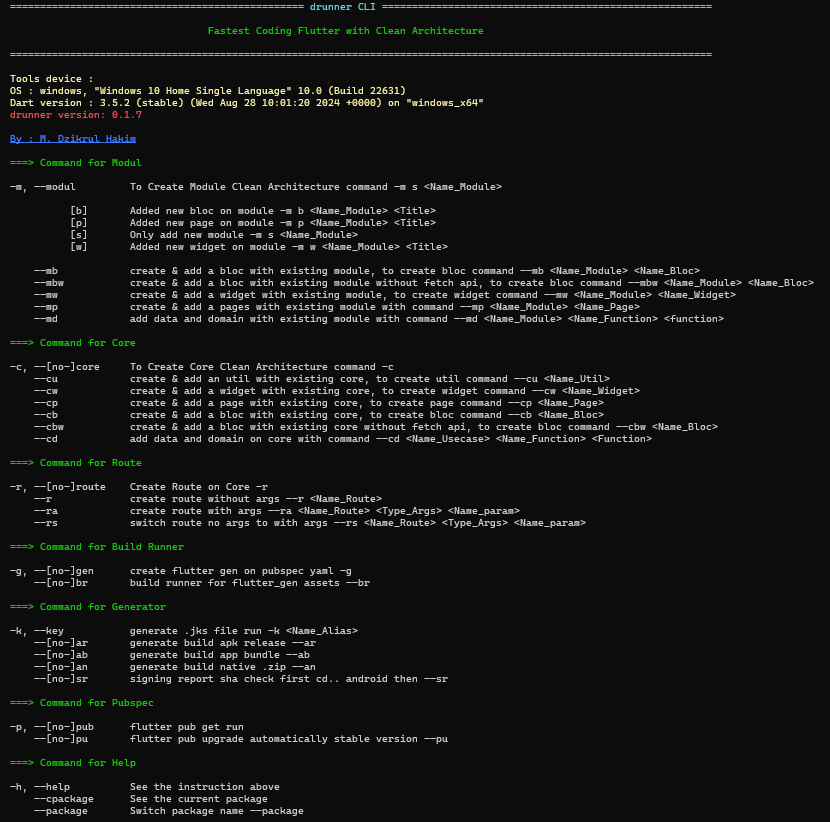 ================================================= drunner CLI =======================================================
Fastest Coding Flutter with Clean Architecture
=====================================================================================================================
Tools device :
OS : windows, "Windows 10 Home Single Language" 10.0 (Build 22631)
Dart version : 3.5.2 (stable) (Wed Aug 28 10:01:20 2024 +0000) on "windows_x64"
drunner version: 0.1.7
By : M. Dzikrul Hakim
===> Command for Modul
-m, --modul         To Create Module Clean Architecture command -m s <Name_Module>
          [b]       Added new bloc on module -m b <Name_Module> <Title>
          [p]       Added new page on module -m p <Name_Module> <Title>
          [s]       Only add new module -m s <Name_Module>
          [w]       Added new widget on module -m w <Name_Module> <Title>
    --mb            create & add a bloc with existing module, to create bloc command --mb <Name_Module> <Name_Bloc>
    --mbw           create & add a bloc with existing module without fetch api, to create bloc command --mbw <Name_Module> <Name_Bloc>
    --mw            create & add a widget with existing module, to create widget command --mw <Name_Module> <Name_Widget>
    --mp            create & add a pages with existing module with command --mp <Name_Module> <Name_Page>
    --md            add data and domain with existing module with command --md <Name_Module> <Name_Function> <function>
===> Command for Core
-c, --[no-]core     To Create Core Clean Architecture command -c
    --cu            create & add an util with existing core, to create util command --cu <Name_Util>
    --cw            create & add a widget with existing core, to create widget command --cw <Name_Widget>
    --cp            create & add a page with existing core, to create page command --cp <Name_Page>
    --cb            create & add a bloc with existing core, to create bloc command --cb <Name_Bloc>
    --cbw           create & add a bloc with existing core without fetch api, to create bloc command --cbw <Name_Bloc>
    --cd            add data and domain on core with command --cd <Name_Usecase> <Name_Function> <Function>
===> Command for Route
-r, --[no-]route    Create Route on Core -r
    --r             create route without args --r <Name_Route>
    --ra            create route with args --ra <Name_Route> <Type_Args> <Name_param>
    --rs            switch route no args to with args --rs <Name_Route> <Type_Args> <Name_param>
===> Command for Build Runner
-g, --[no-]gen      create flutter gen on pubspec yaml -g
    --[no-]br       build runner for flutter_gen assets --br
===> Command for Generator
-k, --key           generate .jks file run -k <Name_Alias>
    --[no-]ar       generate build apk release --ar
    --[no-]ab       generate build app bundle --ab
    --[no-]an       generate build native .zip --an
    --[no-]sr       signing report sha check first cd.. android then --sr
===> Command for Pubspec
-p, --[no-]pub      flutter pub get run
    --[no-]pu       flutter pub upgrade automatically stable version --pu
===> Command for Help
-h, --help          See the instruction above
    --cpackage      See the current package
    --package       Switch package name --package